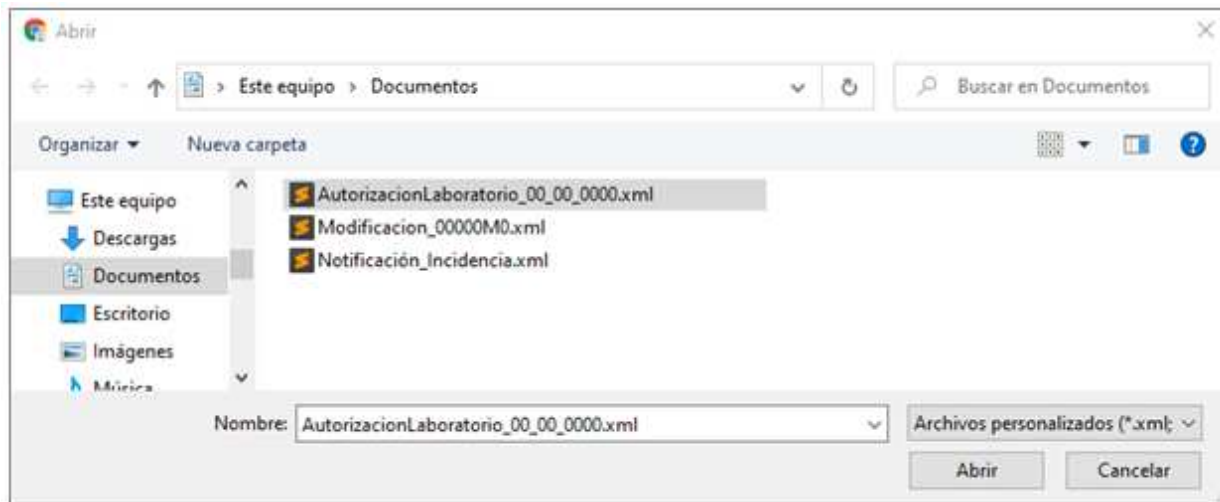 Abrir
Este equipo > Documentos
Buscar en Documentos
Organizar
Nueva carpeta
Este equipo
Descargas
Documentos
Escritorio
Imágenes
Música
AutorizacionLaboratorio_00_00_0000.xml
Modificacion_00000M0.xml
Notificación_Incidencia.xml
Nombre: AutorizacionLaboratorio_00_00_0000.xml
Archivos personalizados (*.xml;
Abrir
Cancelar